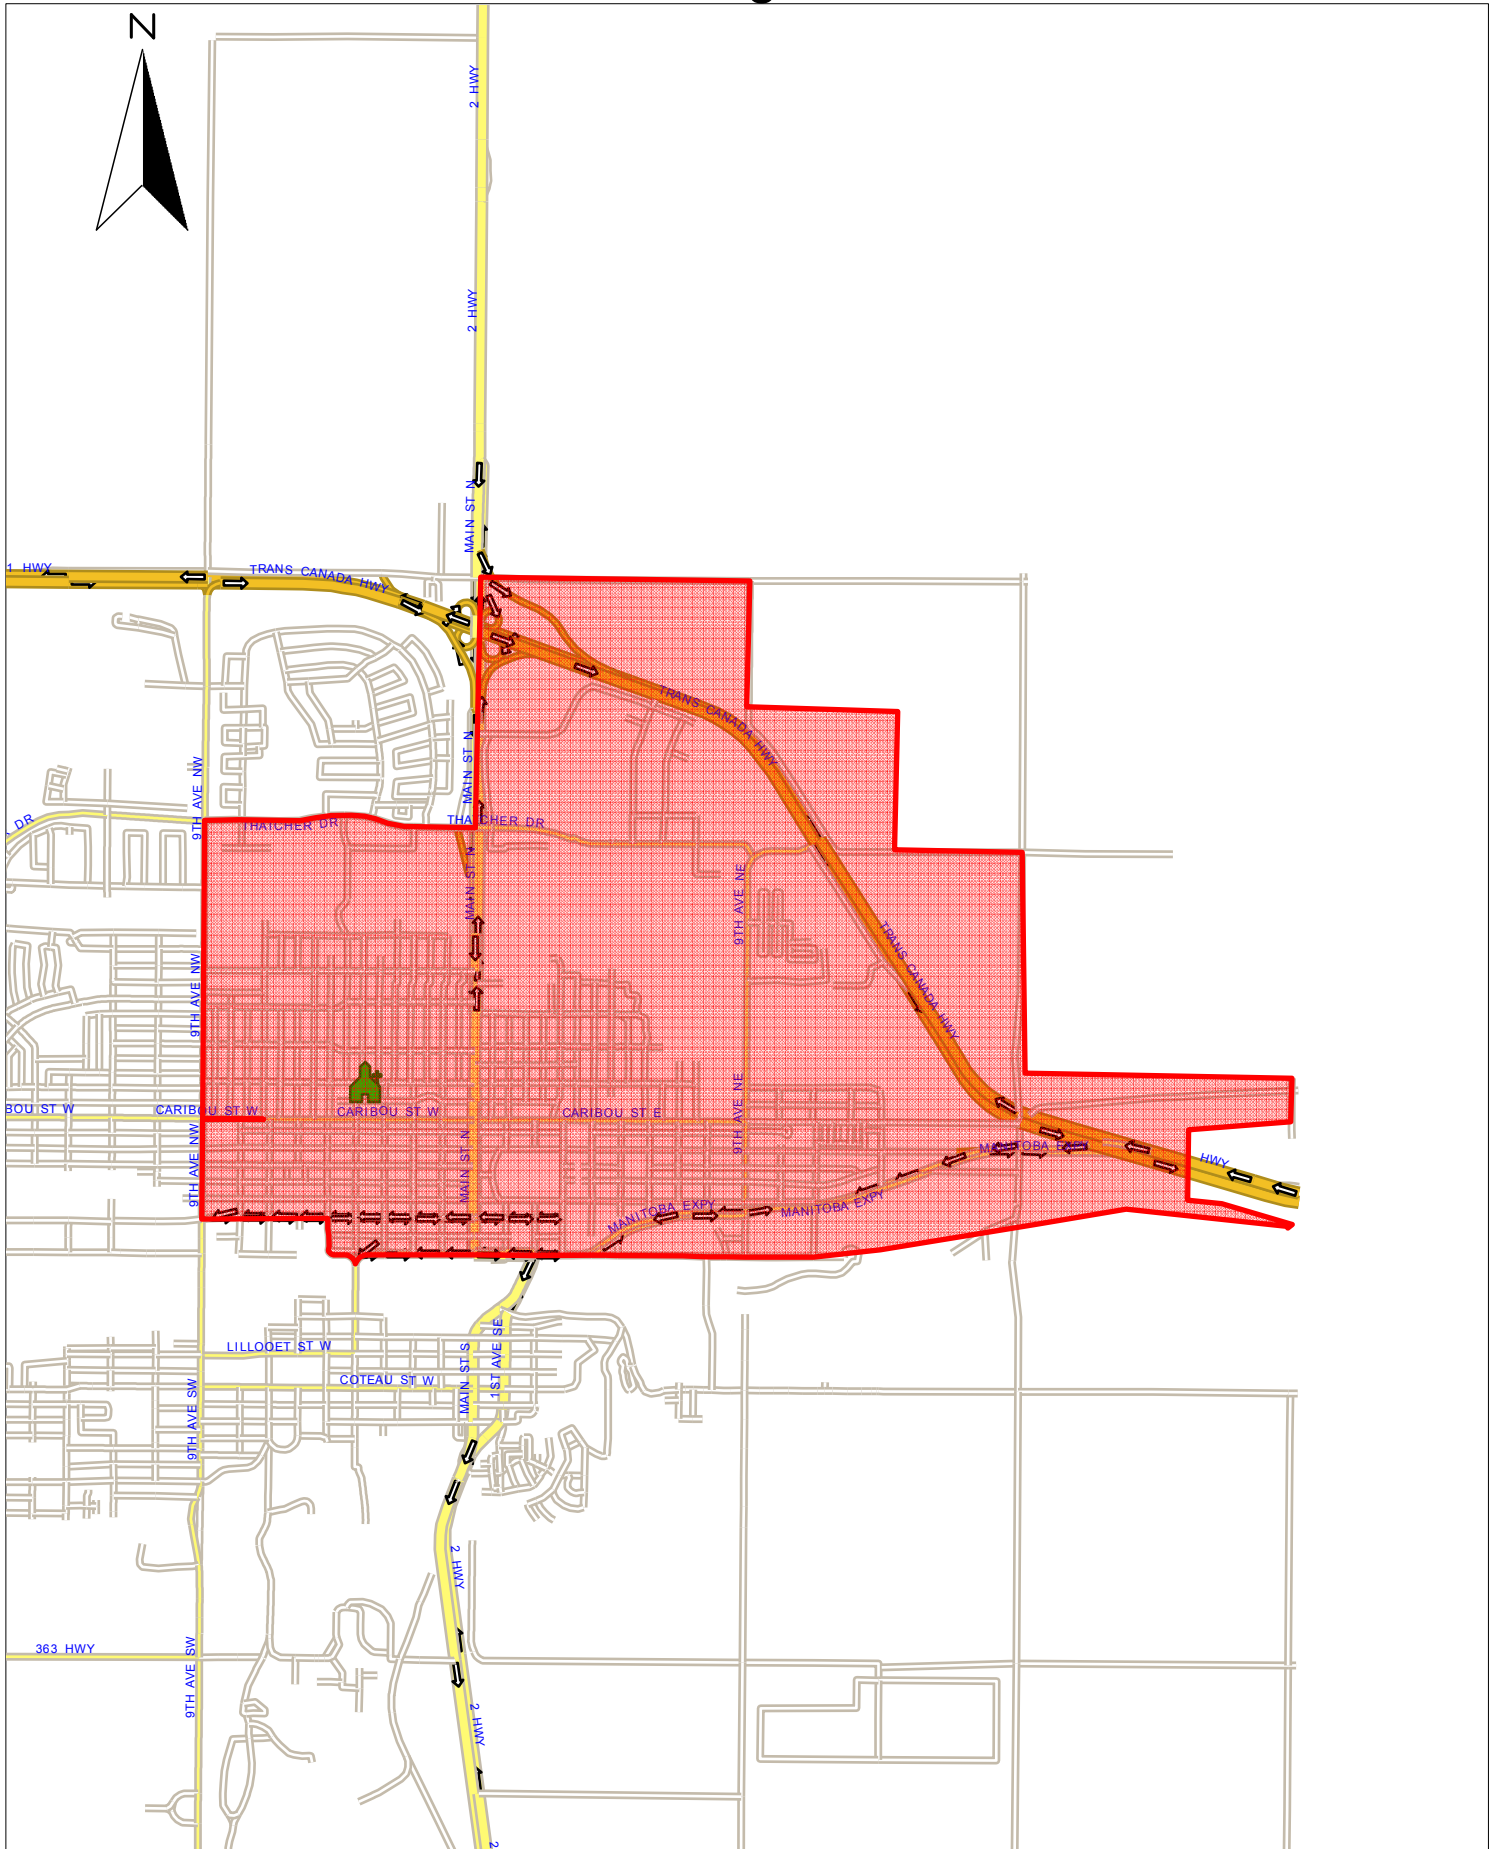 N
2 HWY
2 HWY
MAIN ST N
1 HWY
TRANS CANADA HWY
TRANS CANADA HWY
MAIN ST N
9TH AVE NW
DR
THATCHER DR
THATCHER DR
MAIN ST N
9TH AVE NE
TRANS CANADA HWY
9TH AVE NW
BOU ST W
CARIBOU ST W
CARIBOU ST W
CARIBOU ST E
9TH AVE NE
9TH AVE NW
MAIN ST N
MANITOBA EXPY
HWY
MANITOBA EXPY
MANITOBA EXPY
LILLOOET ST W
COTEAU ST W
MAIN ST S
1ST AVE SE
9TH AVE SW
2 HWY
363 HWY
9TH AVE SW
2 HWY
2